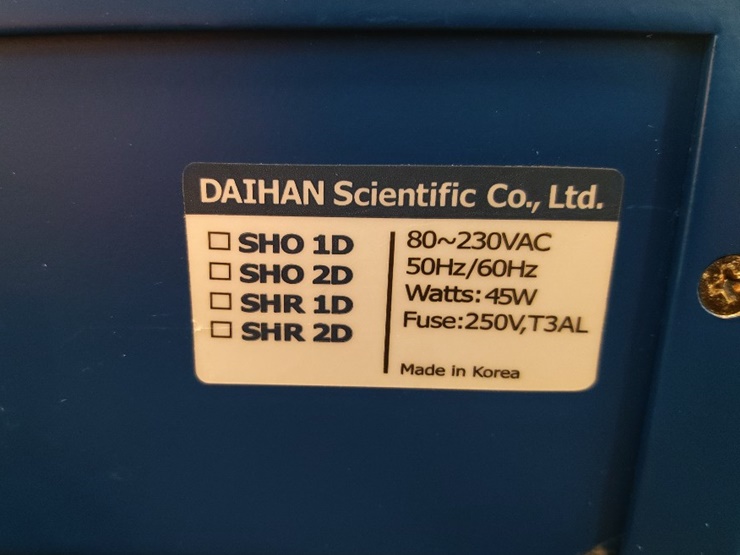 DAIHAN Scientific Co., Ltd.
☐ SHO 1D
☐ SHO 2D
☐ SHR 1D
☐ SHR 2D
80~230VAC
50Hz/60Hz
Watts: 45W
Fuse:250V,T3AL
Made in Korea